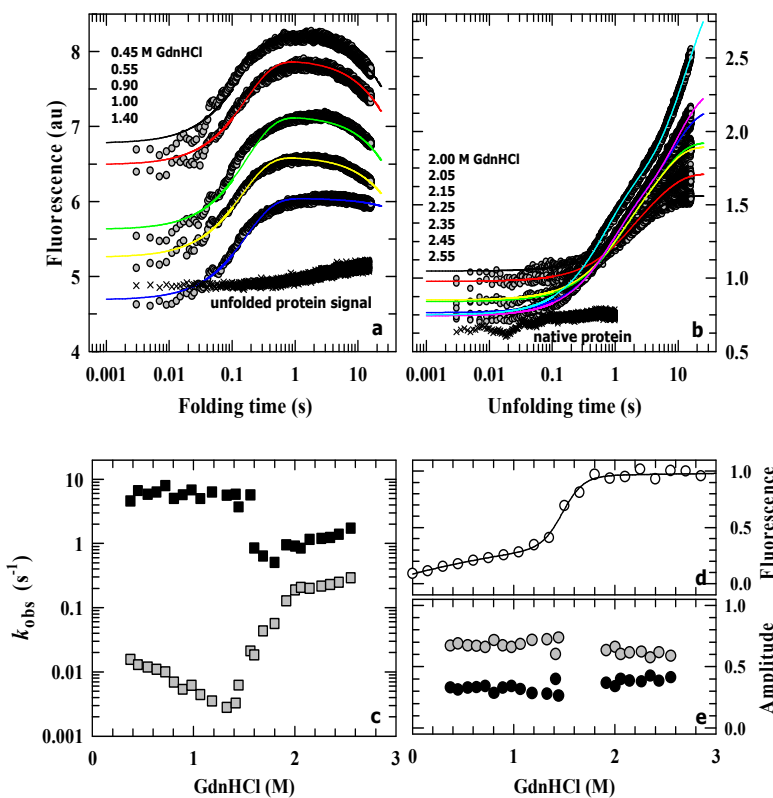 8
7
6
5
4
Fluorescence (au)
0.45 M GdnHCl
0.55
0.90
1.00
1.40
unfolded protein signal
a
0.001
0.01
0.1
1
10
Folding time (s)
2.00 M GdnHCl
2.05
2.15
2.25
2.35
2.45
2.55
native protein
b
2.5
2.0
1.5
1.0
0.5
0.001
0.01
0.1
1
10
Unfolding time (s)
10
1
0.1
0.01
0.001
kobs (s-1)
c
0
1
2
3
GdnHCl (M)
1.0
0.5
0.0
Fluorescence
d
1.0
0.5
0.0
Amplitude
e
0
1
2
3
GdnHCl (M)